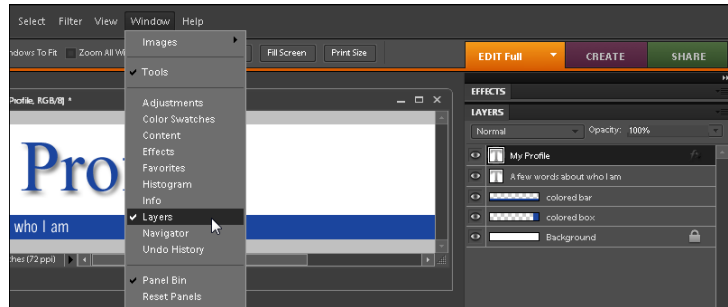 Select Filter View Window Help
ndows To Fit Zoom All Wi Fill Screen Print Size
Images
Tools
Adjustments
Color Swatches
Content
Effects
Favorites
Histogram
Info
Layers
Navigator
Undo History
Panel Bin
Reset Panels
Profile, RGB/8) *
Pro
who I am
hes (72 ppi)
EDIT Full CREATE SHARE
EFFECTS
LAYERS
Normal Opacity: 100%
My Profile
A few words about who I am
colored bar
colored box
Background